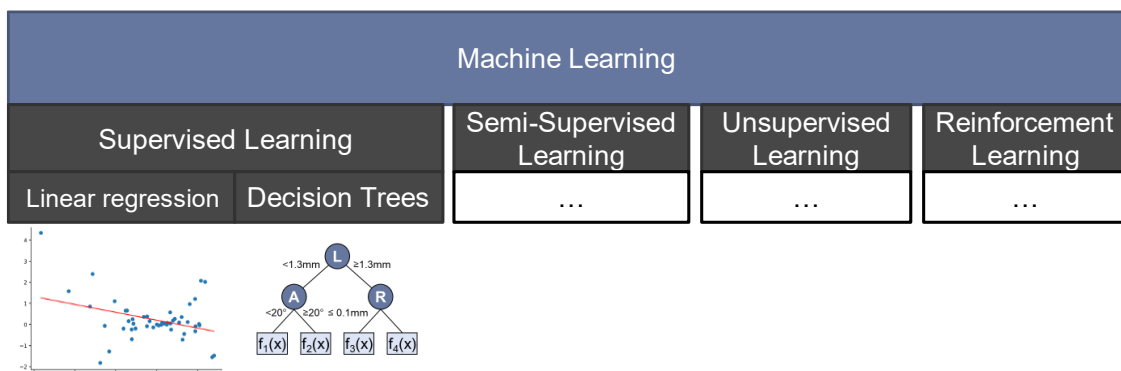 Machine Learning
Supervised Learning
Semi-Supervised
Learning
Unsupervised
Learning
Reinforcement
Learning
Linear regression
Decision Trees
...
...
...
4
3
2
1
0
−1
−2
L
<1.3mm
≥1.3mm
A
R
<20°
≥20°
≤ 0.1mm
f₁(x)
f₂(x)
f₃(x)
f₄(x)